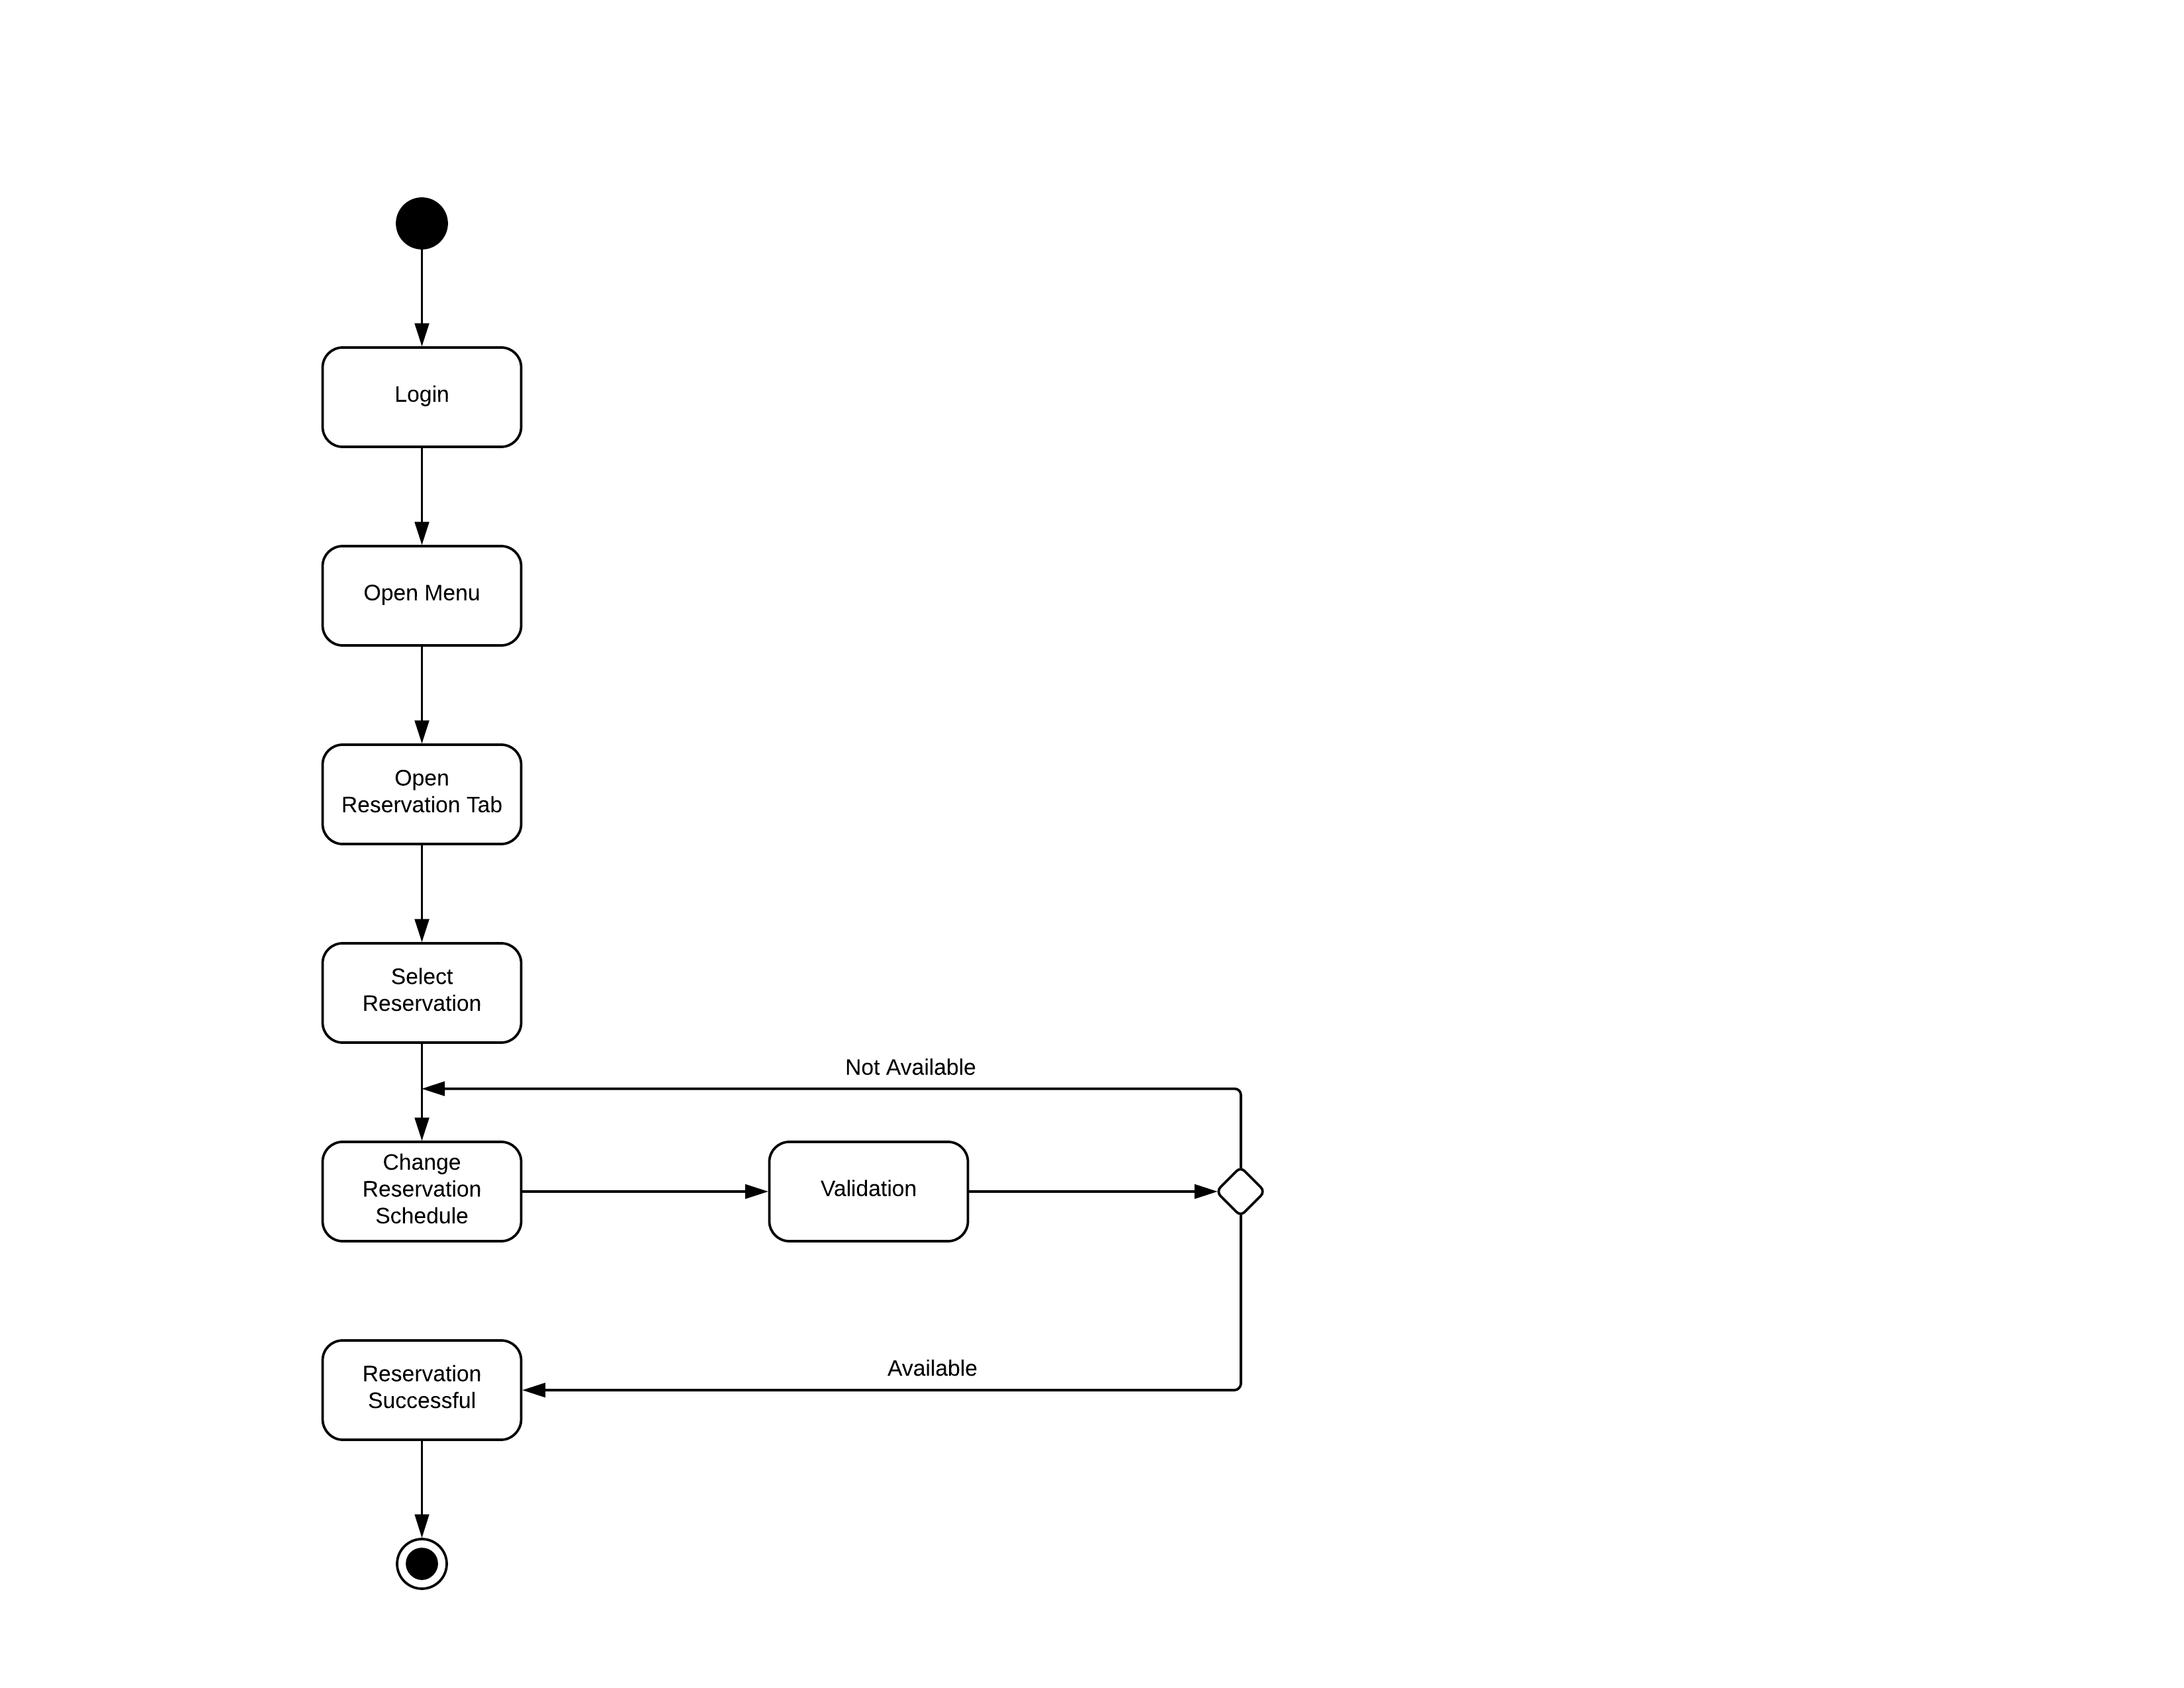 Login
Open Menu
Open
Reservation Tab
Select
Reservation
Not Available
Change
Reservation
Schedule
Validation
Available
Reservation
Successful